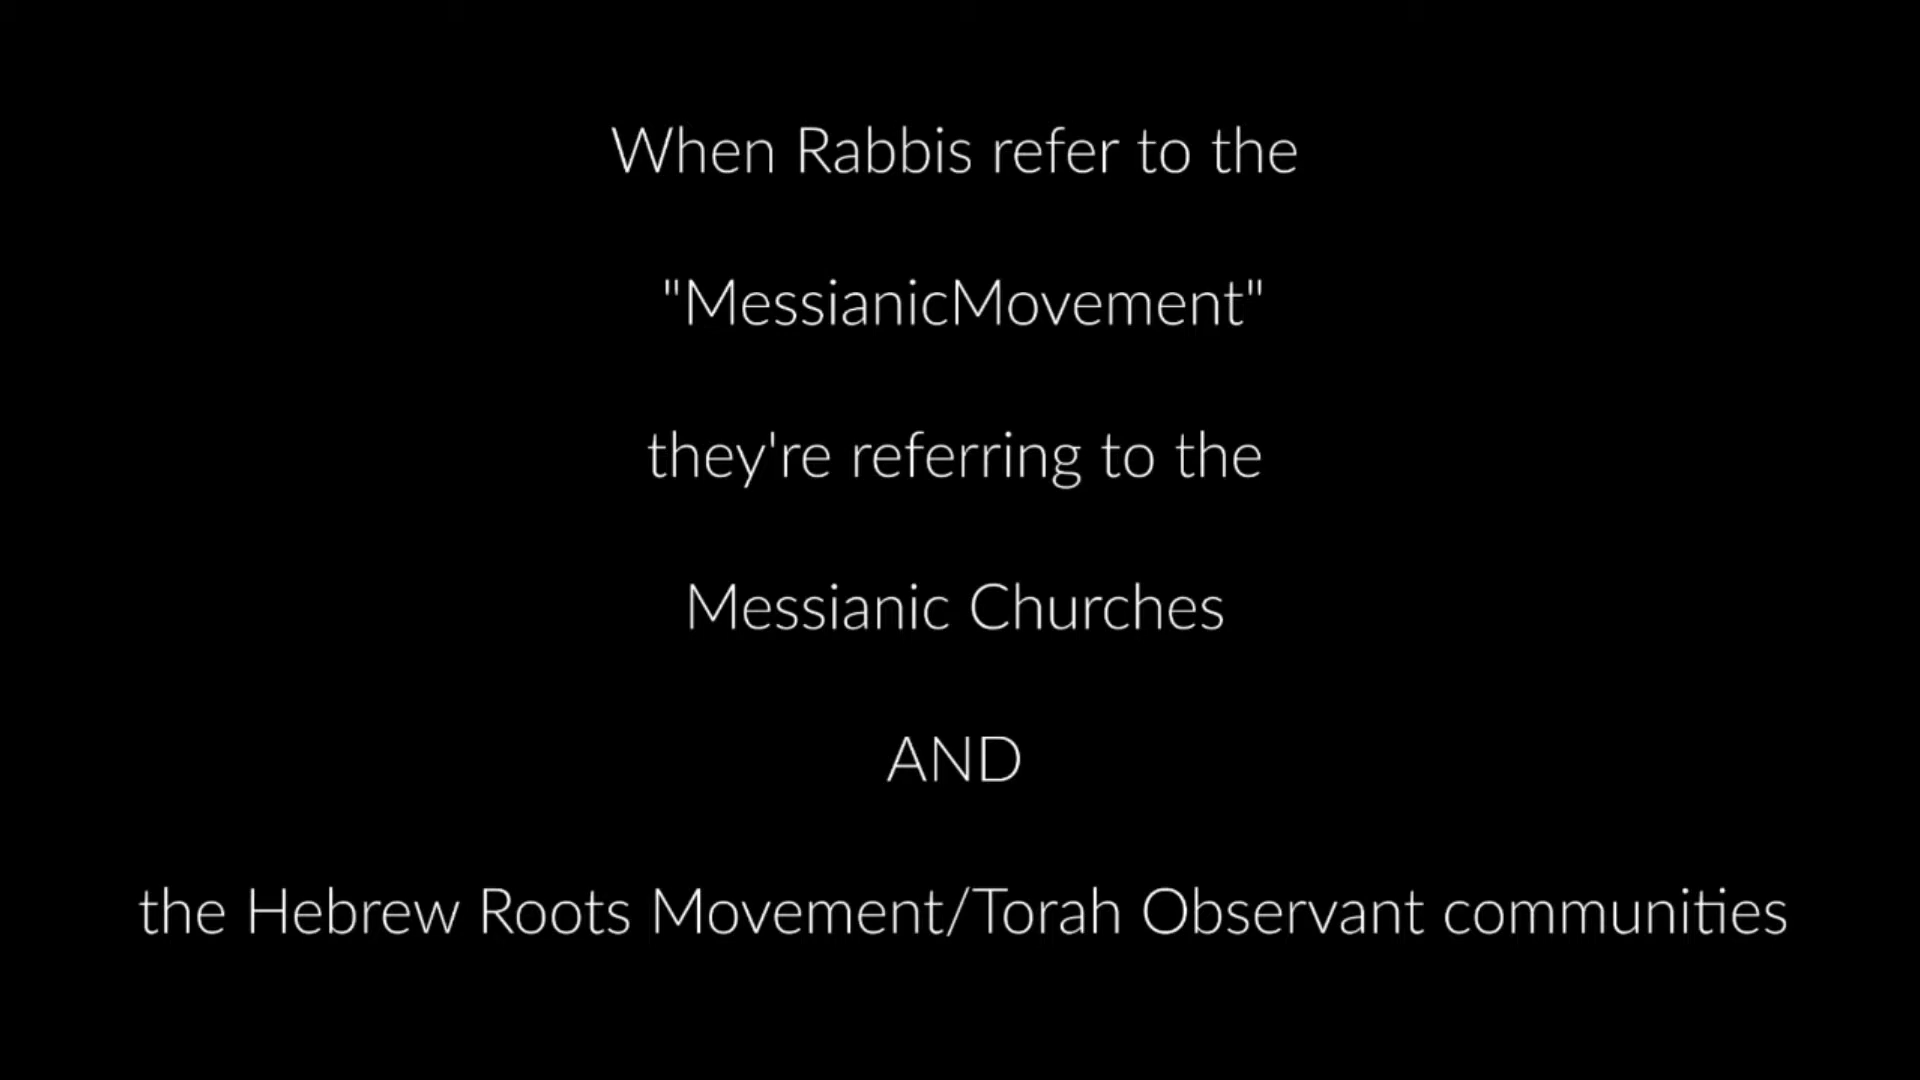 When Rabbis refer to the
"MessianicMovement"
they're referring to the
Messianic Churches
AND
the Hebrew Roots Movement/Torah Observant communities